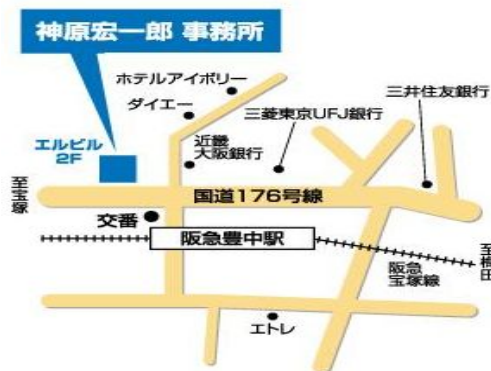 神原宏一郎 事務所
ホテルアイボリー
ダイエー
三菱東京UFJ銀行
三井住友銀行
エルビル
2F
近畿
大阪銀行
至宝塚
国道176号線
交番
阪急豊中駅
至梅田
阪急
宝塚線
エトレ